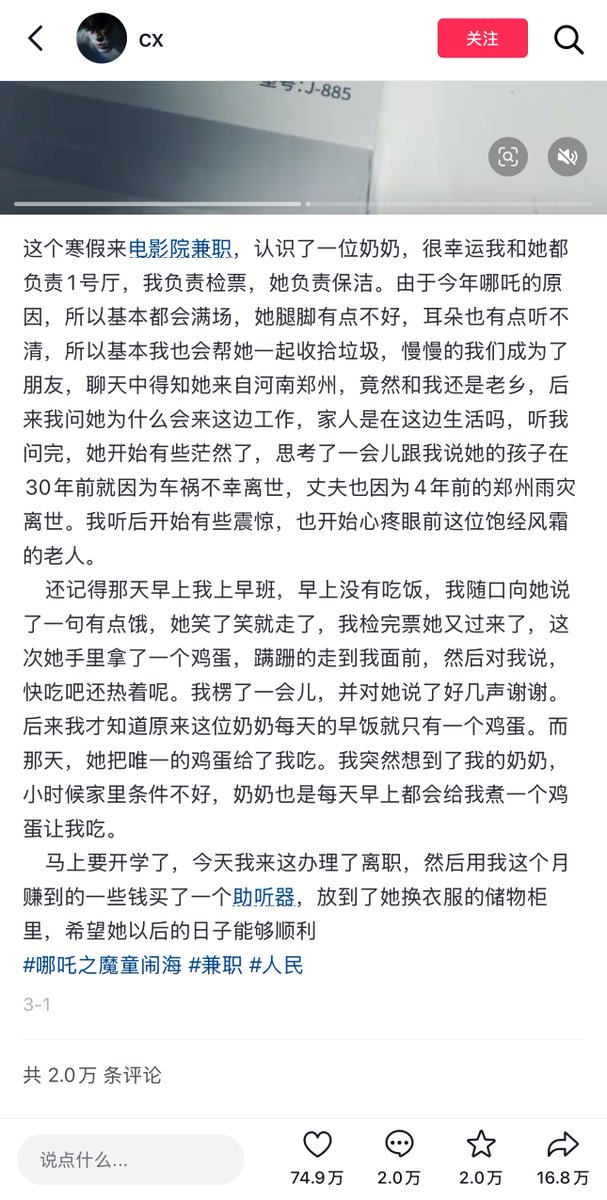 CX
关注
型号:J-885
这个寒假来电影院兼职，认识了一位奶奶，很幸运我和她都
负责1号厅，我负责检票，她负责保洁。由于今年哪吒的原
因，所以基本都会满场，她腿脚有点不好，耳朵也有点听不
清，所以基本我也会帮她一起收拾垃圾，慢慢的我们成为了
朋友，聊天中得知她来自河南郑州，竟然和我还是老乡，后
来我问她为什么会来这边工作，家人是在这边生活吗，听我
问完，她开始有些茫然了，思考了一会儿跟我说她的孩子在
30年前就因为车祸不幸离世，丈夫也因为4年前的郑州雨灾
离世。我听后开始有些震惊，也开始心疼眼前这位饱经风霜
的老人。
还记得那天早上我上早班，早上没有吃饭，我随口向她说
了一句有点饿，她笑了笑就走了，我检完票她又过来了，这
次她手里拿了一个鸡蛋，蹒跚的走到我面前，然后对我说，
快吃吧还热着呢。我楞了一会儿，并对她说了好几声谢谢。
后来我才知道原来这位奶奶每天的早饭就只有一个鸡蛋。而
那天，她把唯一的鸡蛋给了我吃。我突然想到了我的奶奶，
小时候家里条件不好，奶奶也是每天早上都会给我煮一个鸡
蛋让我吃。
马上要开学了，今天我来这办理了离职，然后用我这个月
赚到的一些钱买了一个助听器，放到了她换衣服的储物柜
里，希望她以后的日子能够顺利
#哪吒之魔童闹海 #兼职 #人民
3-1
共 2.0万 条评论
说点什么...
74.9万
2.0万
2.0万
16.8万